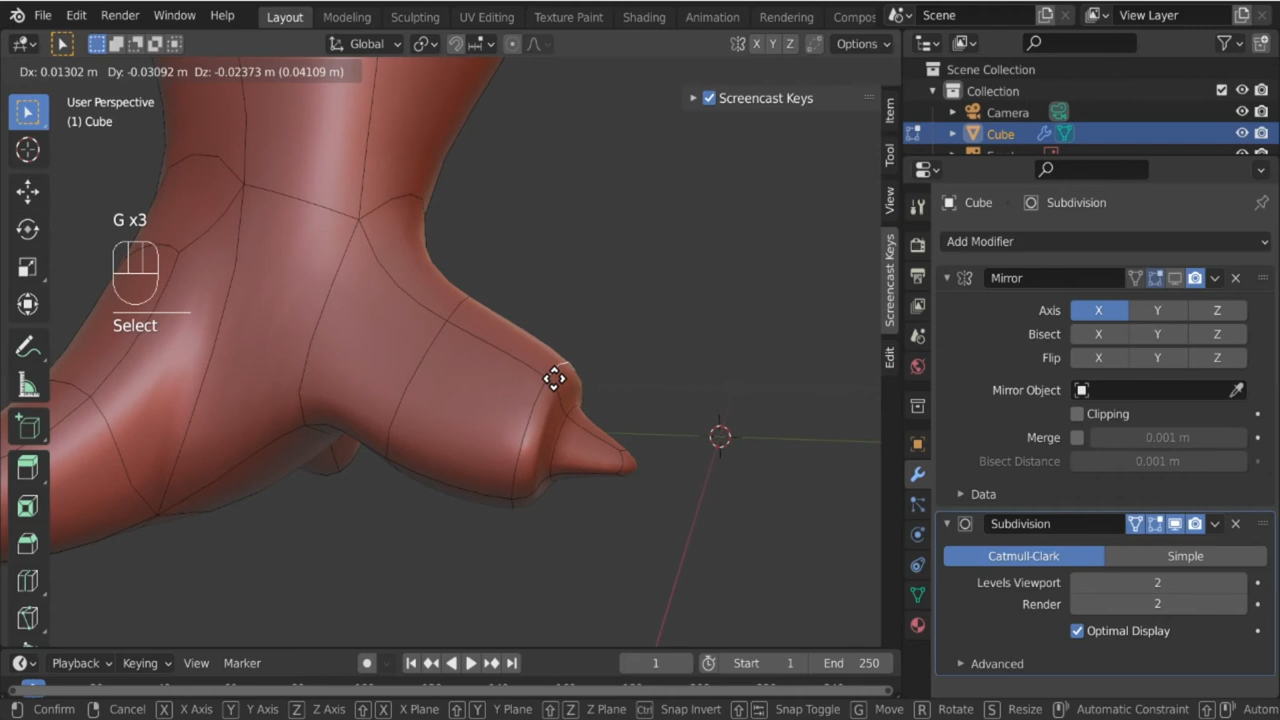 File Edit Render Window Help Layout Modeling Sculpting UV Editing Texture Paint Shading Animation Rendering Compos Scene View Layer
Global X Y Z Options
Dx: 0.01302 m Dy: -0.03092 m Dz: -0.02373 m (0.04109 m)
User Perspective
(1) Cube
Screencast Keys
Item
Tool
View
Screencast Keys
Edit
G x3
Select
Scene Collection
Collection
Camera
Cube
Cube Subdivision
Add Modifier
Mirror
Axis X Y Z
Bisect X Y Z
Flip X Y Z
Mirror Object
Clipping
Merge 0.001 m
Bisect Distance 0.001 m
Data
Subdivision
Catmull-Clark Simple
Levels Viewport 2
Render 2
Optimal Display
Advanced
Playback Keying View Marker 1 Start 1 End 250
Confirm Cancel X X Axis Y Y Axis Z Z Axis X X Plane Y Y Plane Z Z Plane Ctrl Snap Invert Snap Toggle G Move R Rotate S Resize Automatic Constraint Autom